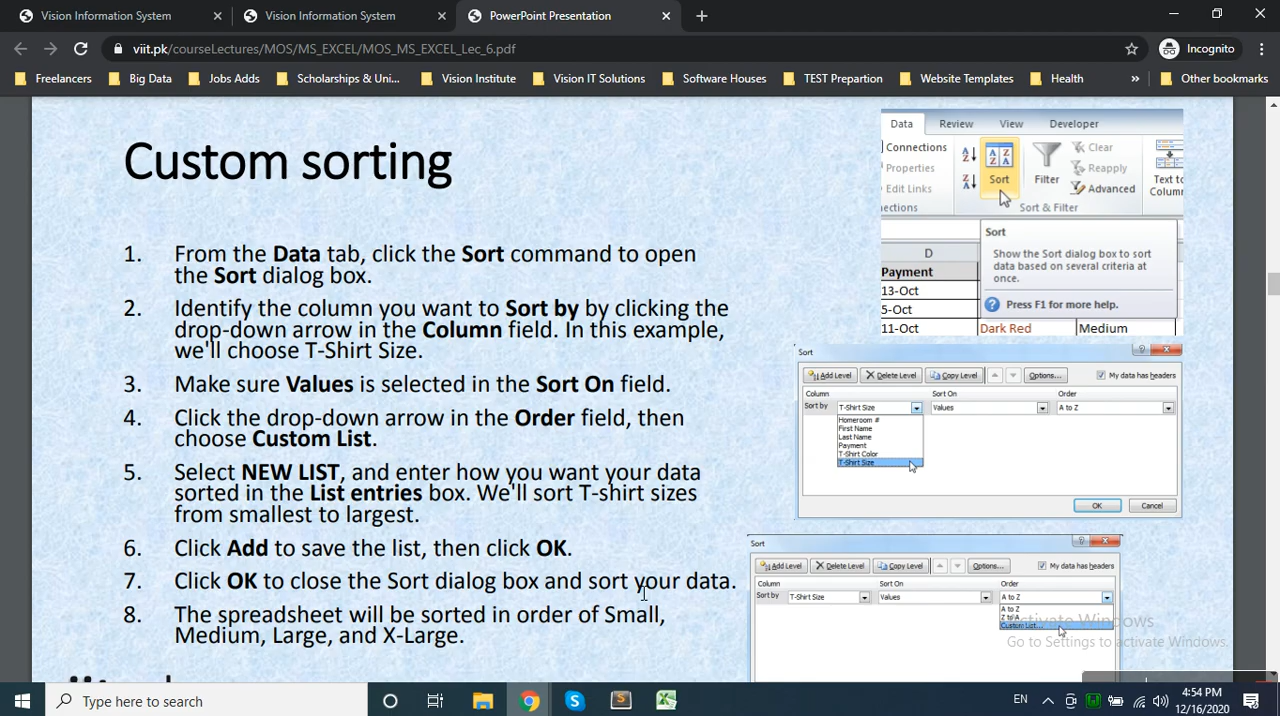 Vision Information System
Vision Information System
PowerPoint Presentation
viit.pk/courseLectures/MOS/MS_EXCEL/MOS_MS_EXCEL_Lec_6.pdf
Incognito
Freelancers
Big Data
Jobs Adds
Scholarships & Uni...
Vision Institute
Vision IT Solutions
Software Houses
TEST Prepartion
Website Templates
Health
»
Other bookmarks
Custom sorting
1. From the Data tab, click the Sort command to open
the Sort dialog box.
2. Identify the column you want to Sort by by clicking the
drop-down arrow in the Column field. In this example,
we'll choose T-Shirt Size.
3. Make sure Values is selected in the Sort On field.
4. Click the drop-down arrow in the Order field, then
choose Custom List.
5. Select NEW LIST, and enter how you want your data
sorted in the List entries box. We'll sort T-shirt sizes
from smallest to largest.
6. Click Add to save the list, then click OK.
7. Click OK to close the Sort dialog box and sort your data.
8. The spreadsheet will be sorted in order of Small,
Medium, Large, and X-Large.
Data Review View Developer
Connections
Properties
Edit Links
nections
Sort
Filter
Clear
Reapply
Advanced
Text to
Colum
Sort & Filter
D
Payment
13-Oct
5-Oct
11-Oct
Dark Red
Medium
Sort
Show the Sort dialog box to sort
data based on several criteria at
once.
Press F1 for more help.
Sort
Add Level Delete Level Copy Level Options... My data has headers
Column Sort On Order
Sort by T-Shirt Size Values A to Z
Homeroom #
First Name
Last Name
Payment
T-Shirt Color
T-Shirt Size
OK Cancel
Sort
Add Level Delete Level Copy Level Options... My data has headers
Column Sort On Order
Sort by T-Shirt Size Values A to Z
A to Z
Z to A
Custom List...
Activate Windows
Go to Settings to activate Windows.
Type here to search
EN
4:54 PM
12/16/2020